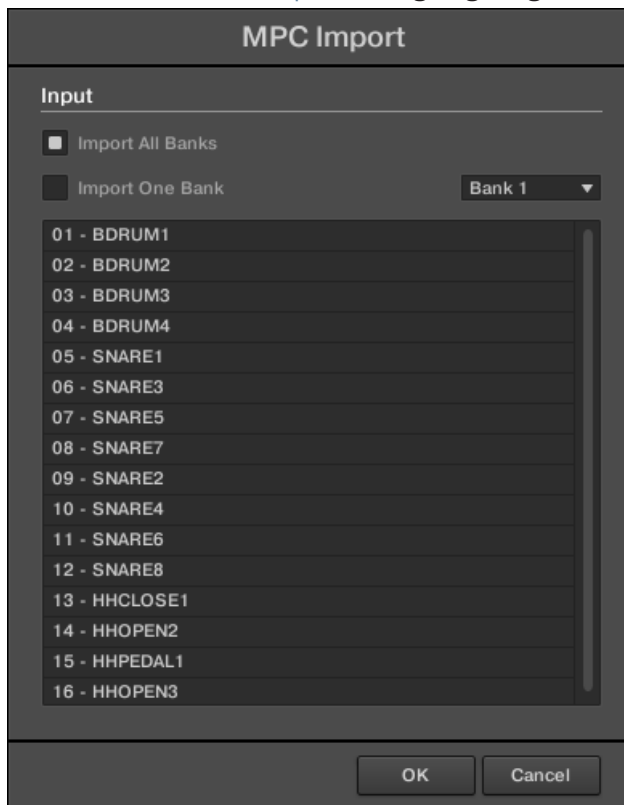 MPC Import
Input
Import All Banks
Import One Bank Bank 1
01 - BDRUM1
02 - BDRUM2
03 - BDRUM3
04 - BDRUM4
05 - SNARE1
06 - SNARE3
07 - SNARE5
08 - SNARE7
09 - SNARE2
10 - SNARE4
11 - SNARE6
12 - SNARE8
13 - HHCLOSE1
14 - HHOPEN2
15 - HHPEDAL1
16 - HHOPEN3
OK Cancel